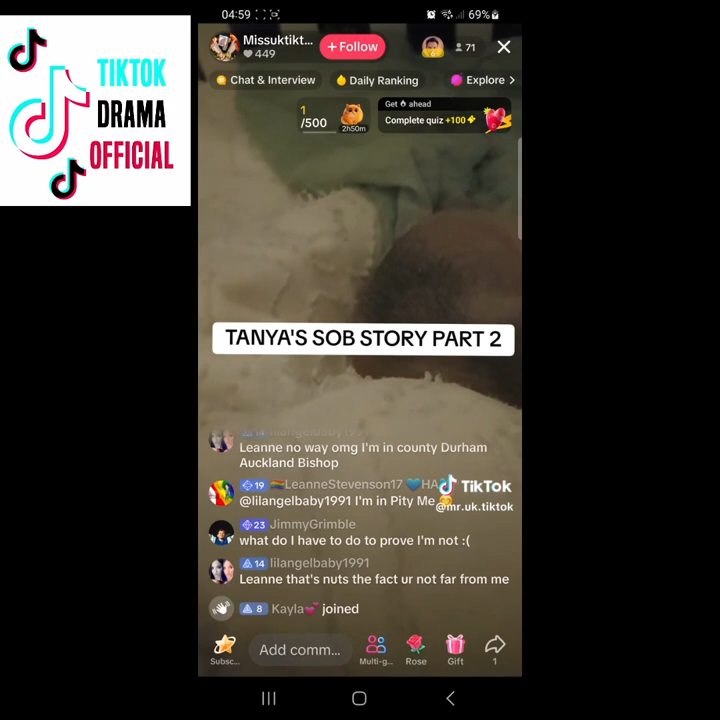 04:59
69%
TIKTOK
DRAMA
OFFICIAL
Missuktikt...
449
+ Follow
71
Chat & Interview
Daily Ranking
Explore
1
/500
2h50m
Get ahead
Complete quiz +100
TANYA'S SOB STORY PART 2
14 lilangelbaby1991
Leanne no way omg I'm in county Durham
Auckland Bishop
19 LeanneStevenson17 HA
@lilangelbaby1991 I'm in Pity Me
TikTok
@mr.uk.tiktok
23 JimmyGrimble
what do I have to do to prove I'm not :(
14 lilangelbaby1991
Leanne that's nuts the fact ur not far from me
8 Kayla joined
Subsc...
Add comm...
Multi-g...
Rose
Gift
1